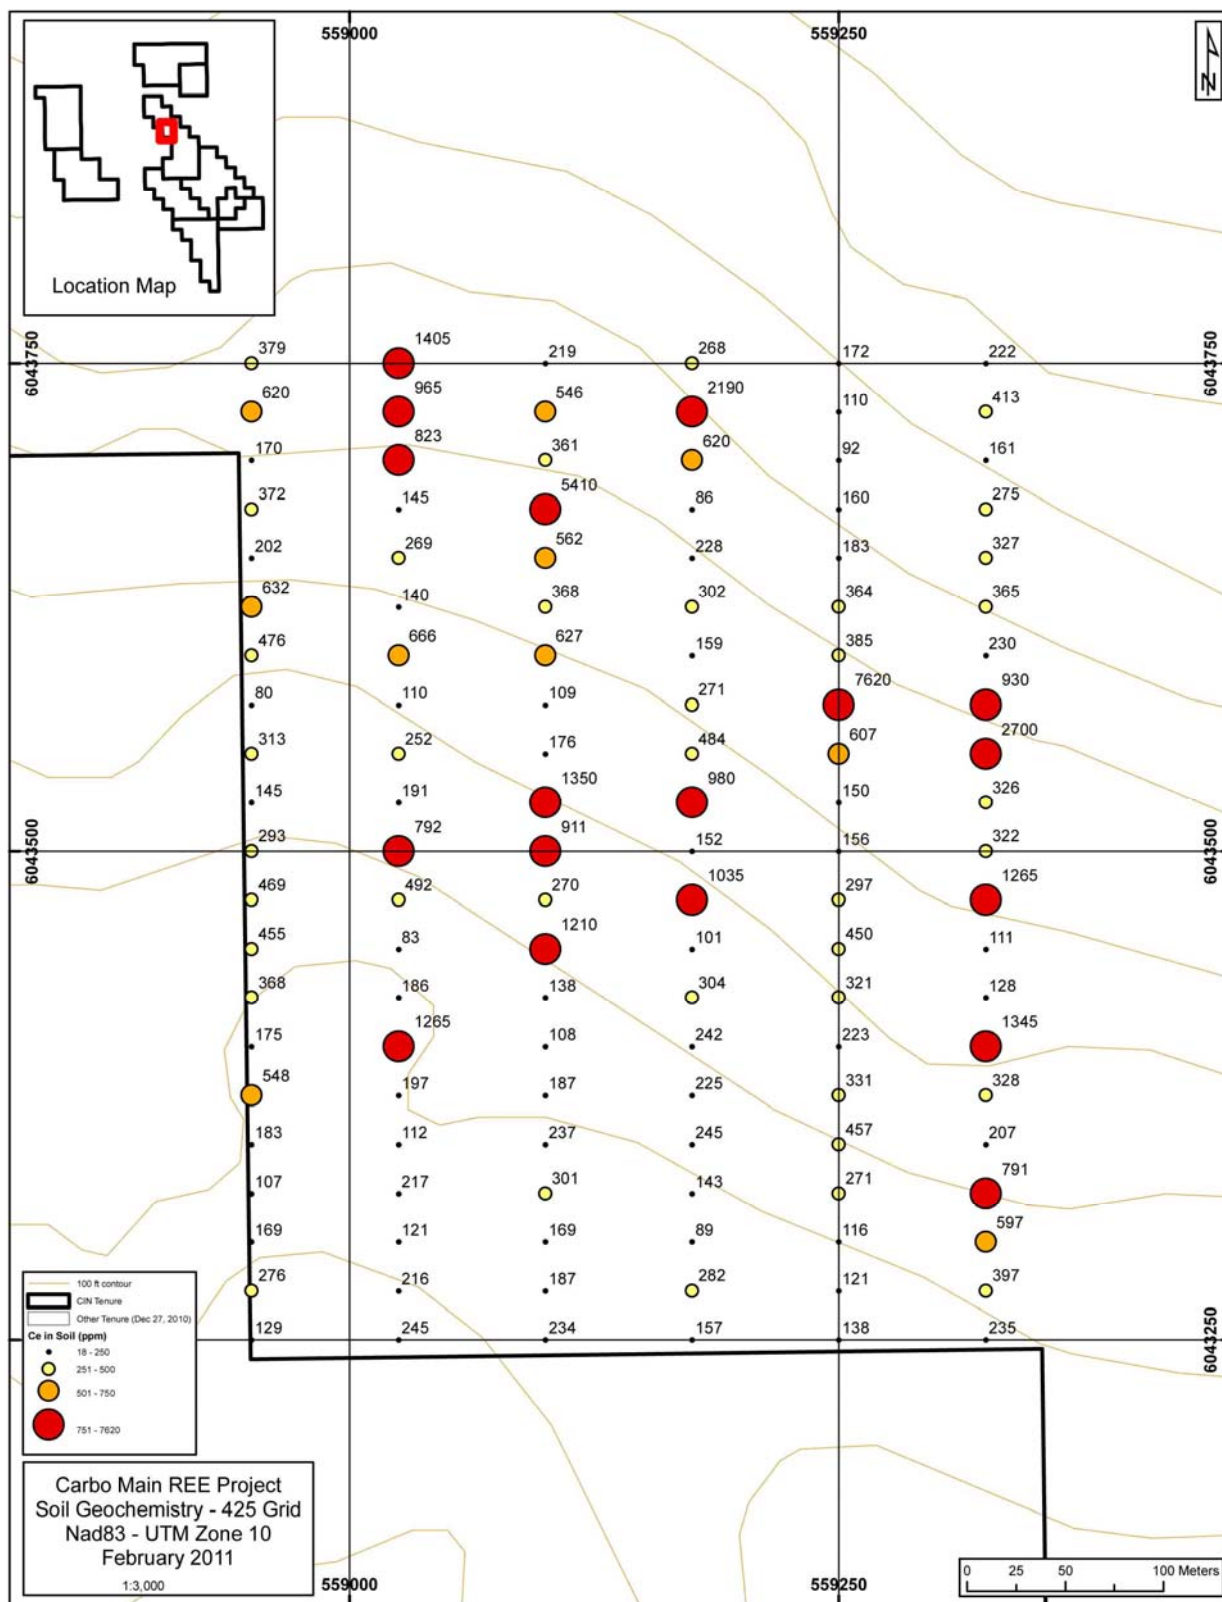 559000 559250
N
Location Map
6043750 6043750
379 1405 219 268 172 222
620 965 546 2190 110 413
170 823 361 620 92 161
372 145 5410 86 160 275
202 269 562 228 183 327
632 140 368 302 364 365
476 666 627 159 385 230
80 110 109 271 7620 930
313 252 176 484 607 2700
145 191 1350 980 150 326
6043500 6043500
293 792 911 152 156 322
469 492 270 1035 297 1265
455 83 1210 101 450 111
368 186 138 304 321 128
175 1265 108 242 223 1345
548 197 187 225 331 328
183 112 237 245 457 207
107 217 301 143 271 791
169 121 169 89 116 597
276 216 187 282 121 397
129 245 234 157 138 235
6043250
100 ft contour
CIN Tenure
Other Tenure (Dec 27, 2010)
Ce in Soil (ppm)
18 - 250
251 - 500
501 - 750
751 - 7620
Carbo Main REE Project
Soil Geochemistry - 425 Grid
Nad83 - UTM Zone 10
February 2011
1:3,000
559000 559250
0 25 50 100 Meters